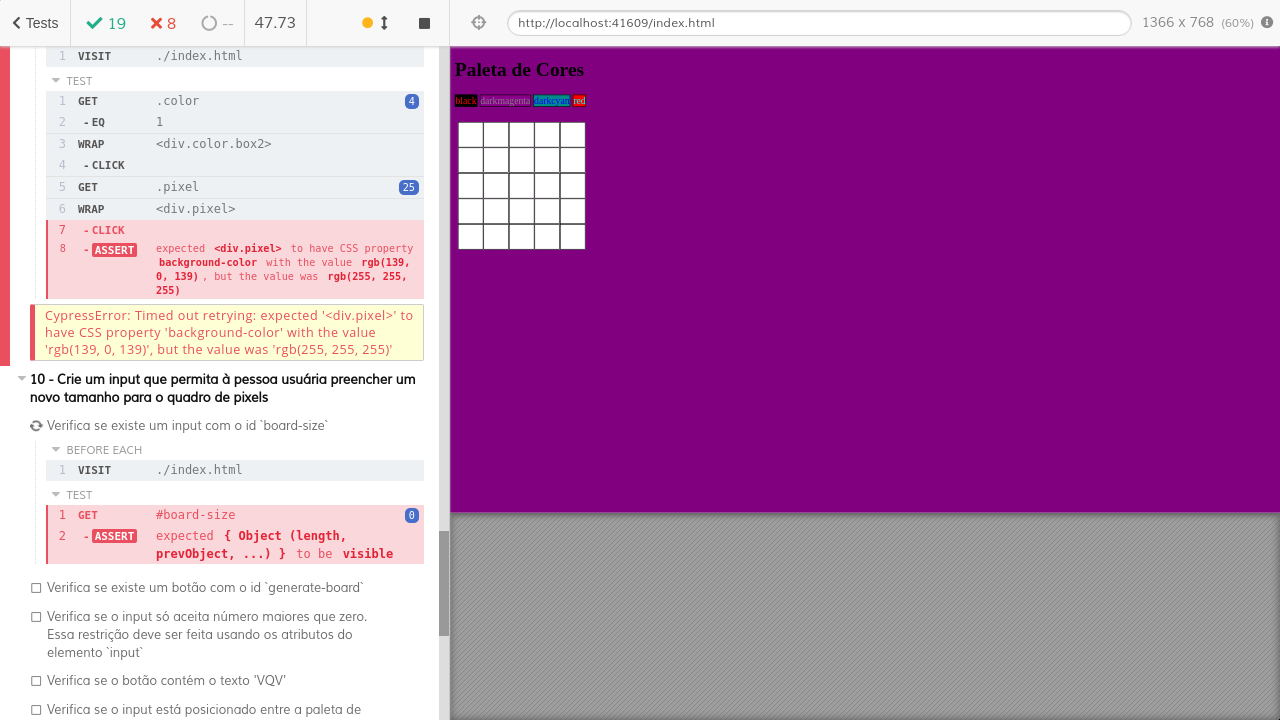 Tests 19 8 -- 47.73
http://localhost:41609/index.html 1366 x 768 (60%)
1 VISIT ./index.html
TEST
1 GET .color 4
2 - EQ 1
3 WRAP <div.color.box2>
4 - CLICK
5 GET .pixel 25
6 WRAP <div.pixel>
7 - CLICK
8 - ASSERT expected <div.pixel> to have CSS property
background-color with the value rgb(139,
0, 139) , but the value was rgb(255, 255,
255)
CypressError: Timed out retrying: expected '<div.pixel>' to
have CSS property 'background-color' with the value
'rgb(139, 0, 139)', but the value was 'rgb(255, 255, 255)'
10 - Crie um input que permita à pessoa usuária preencher um
novo tamanho para o quadro de pixels
Verifica se existe um input com o id `board-size`
BEFORE EACH
1 VISIT ./index.html
TEST
1 GET #board-size 0
2 - ASSERT expected { Object (length,
prevObject, ...) } to be visible
Verifica se existe um botão com o id `generate-board`
Verifica se o input só aceita número maiores que zero.
Essa restrição deve ser feita usando os atributos do
elemento `input`
Verifica se o botão contém o texto 'VQV'
Verifica se o input está posicionado entre a paleta de
Paleta de Cores
black darkmagenta darkcyan red